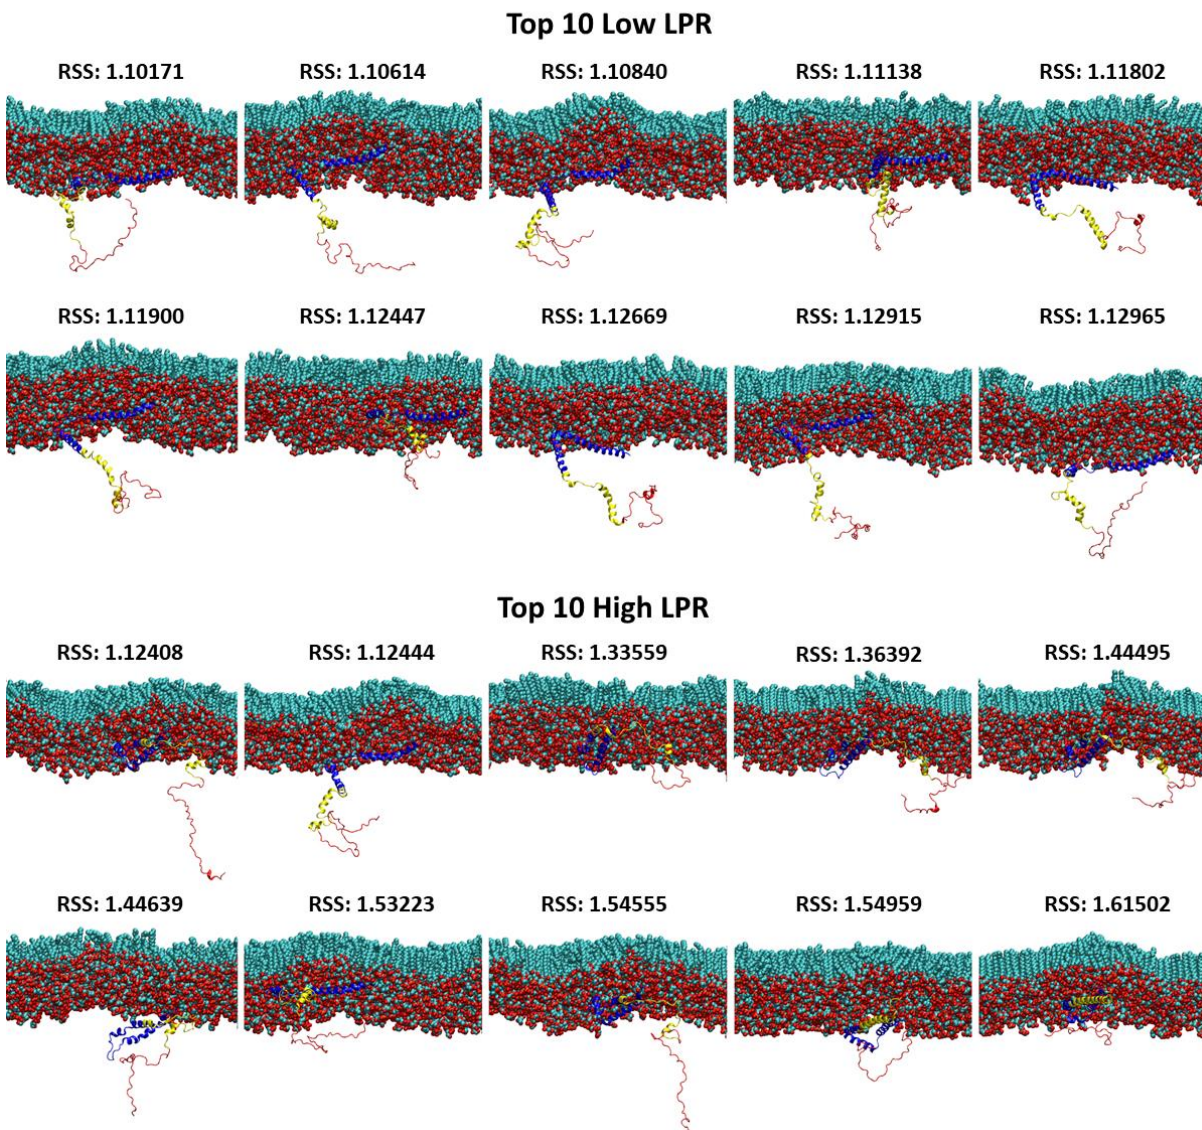 Top 10 Low LPR
RSS: 1.10171 RSS: 1.10614 RSS: 1.10840 RSS: 1.11138 RSS: 1.11802
RSS: 1.11900 RSS: 1.12447 RSS: 1.12669 RSS: 1.12915 RSS: 1.12965
Top 10 High LPR
RSS: 1.12408 RSS: 1.12444 RSS: 1.33559 RSS: 1.36392 RSS: 1.44495
RSS: 1.44639 RSS: 1.53223 RSS: 1.54555 RSS: 1.54959 RSS: 1.61502